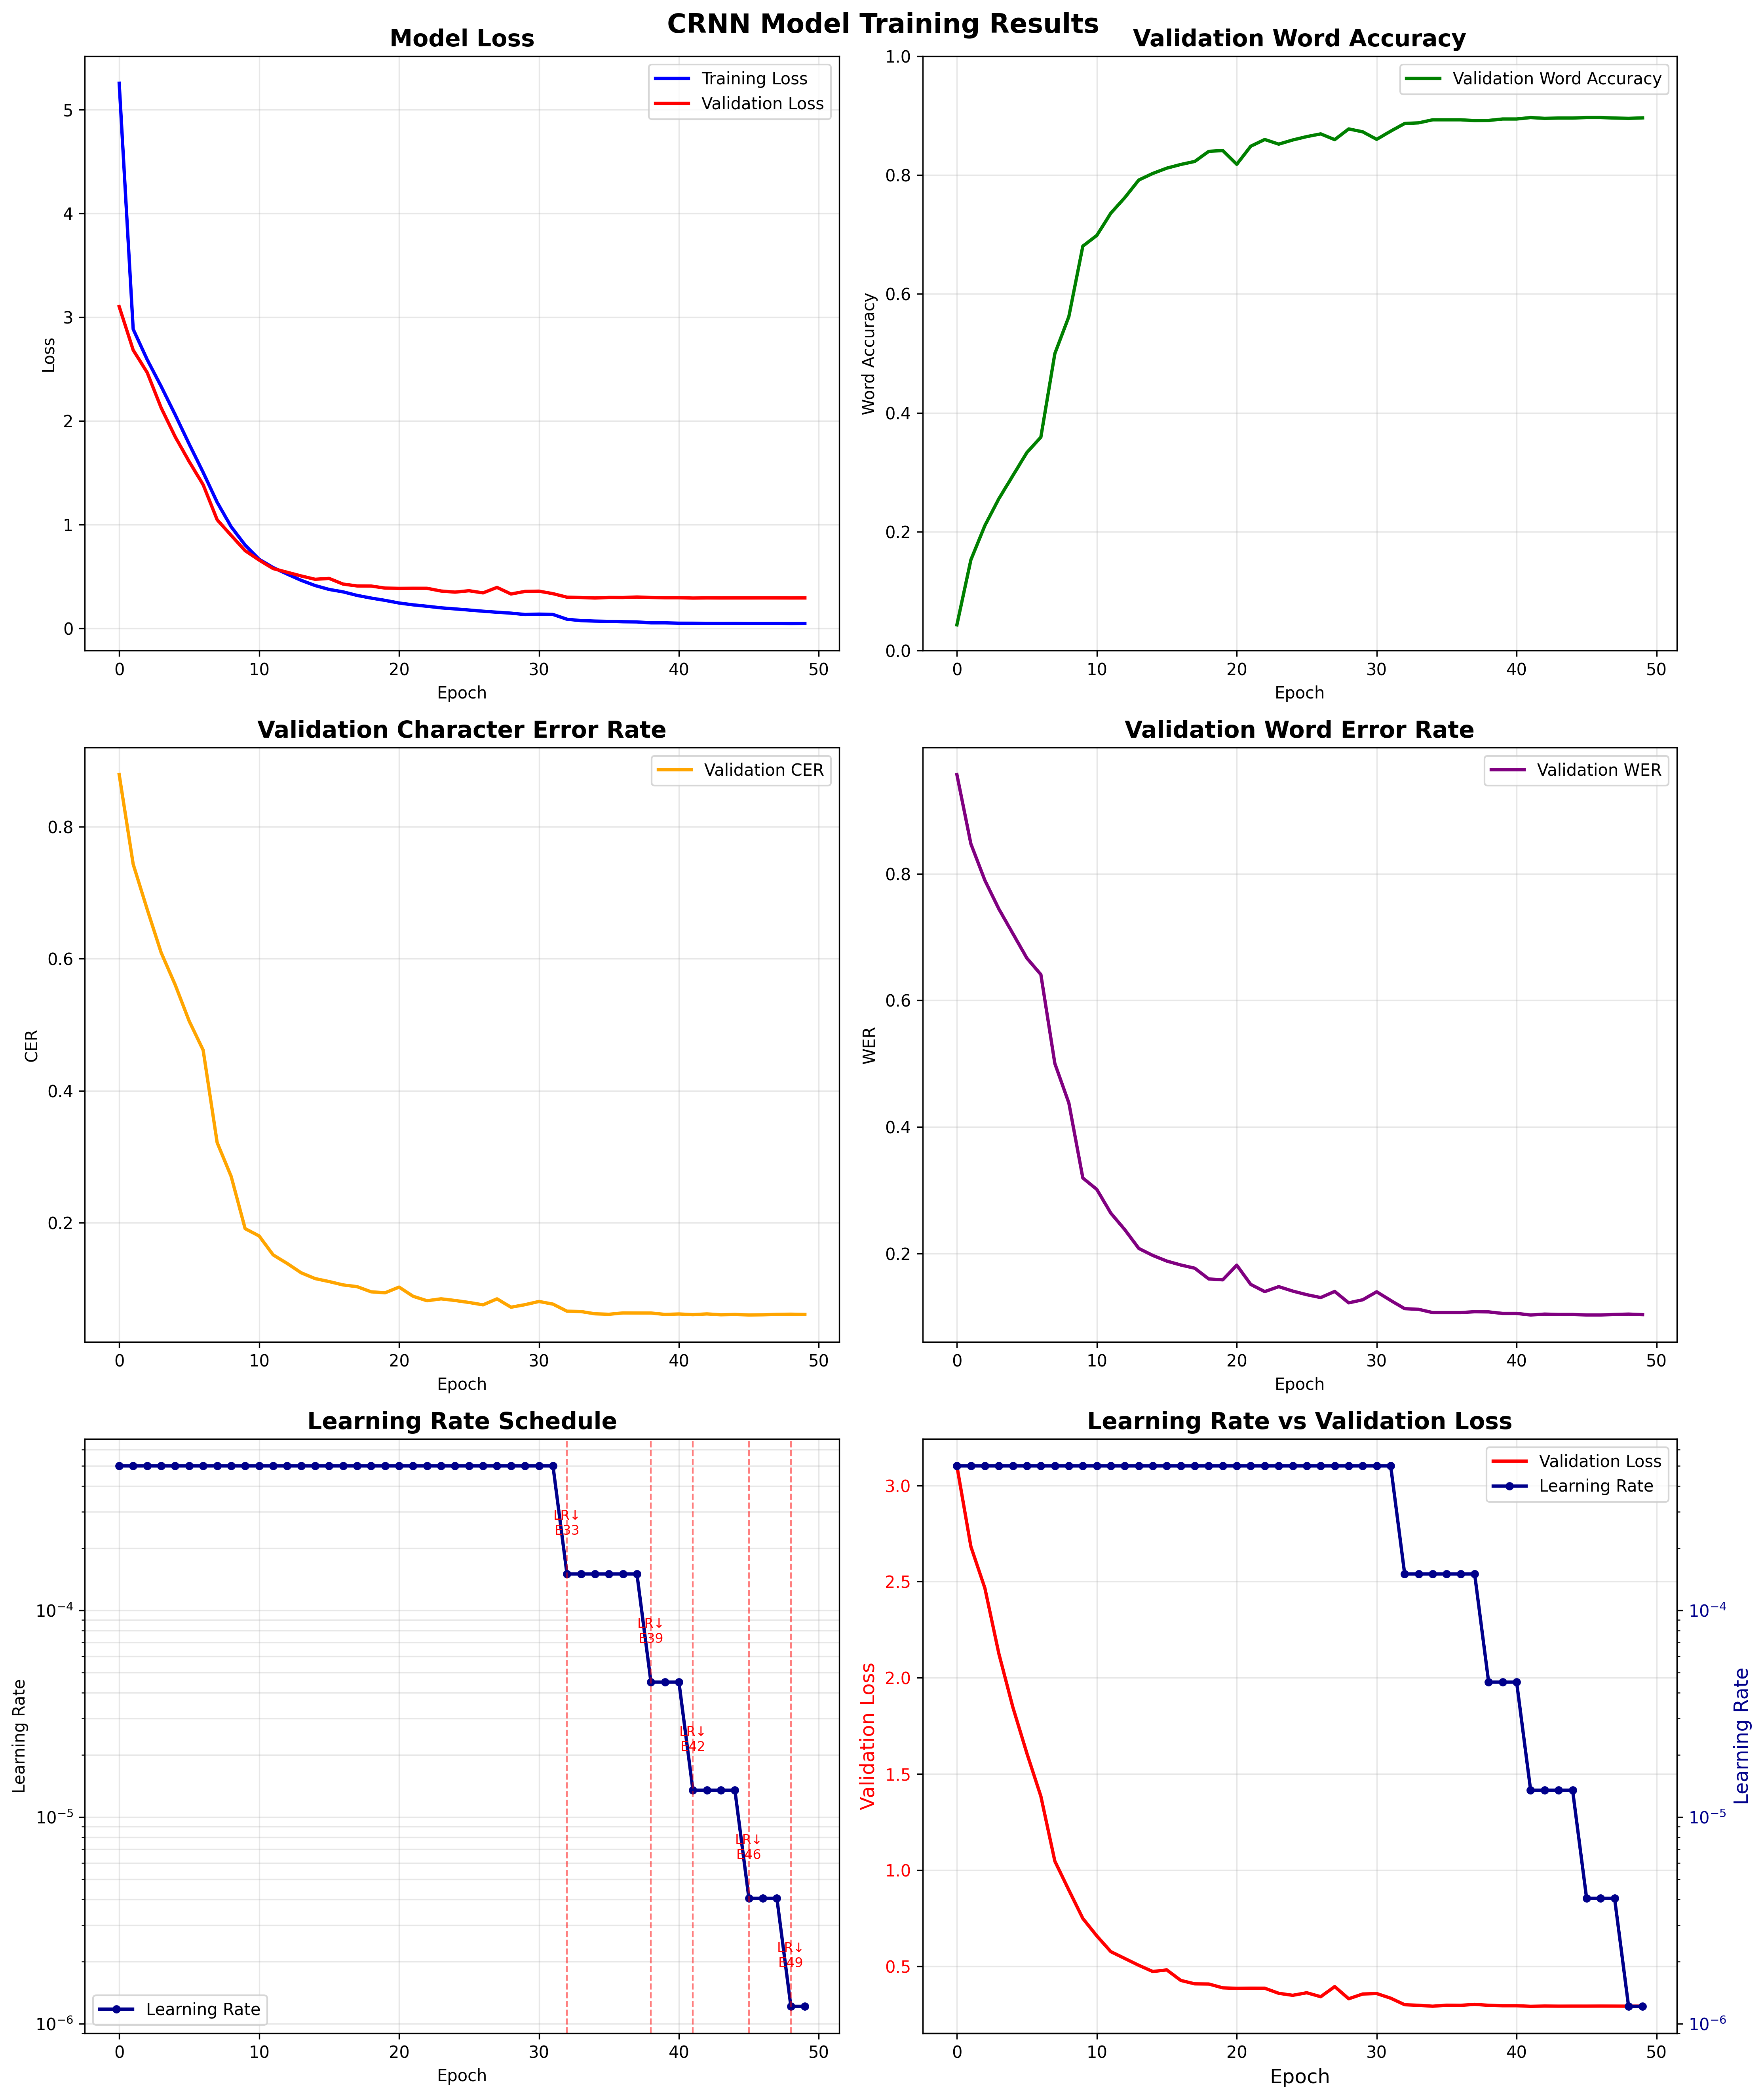 CRNN Model Training Results
Model Loss
Training Loss
Validation Loss
5
4
3
2
1
0
Loss
0 10 20 30 40 50
Epoch
Validation Word Accuracy
Validation Word Accuracy
1.0
0.8
0.6
0.4
0.2
0.0
Word Accuracy
0 10 20 30 40 50
Epoch
Validation Character Error Rate
Validation CER
0.8
0.6
0.4
0.2
CER
0 10 20 30 40 50
Epoch
Validation Word Error Rate
Validation WER
0.8
0.6
0.4
0.2
WER
0 10 20 30 40 50
Epoch
Learning Rate Schedule
LR↓
E33
LR↓
E39
LR↓
E42
LR↓
E46
LR↓
E49
10⁻⁴
10⁻⁵
10⁻⁶
Learning Rate
Learning Rate
0 10 20 30 40 50
Epoch
Learning Rate vs Validation Loss
Validation Loss
Learning Rate
3.0
2.5
2.0
1.5
1.0
0.5
Validation Loss
10⁻⁴
10⁻⁵
10⁻⁶
Learning Rate
0 10 20 30 40 50
Epoch